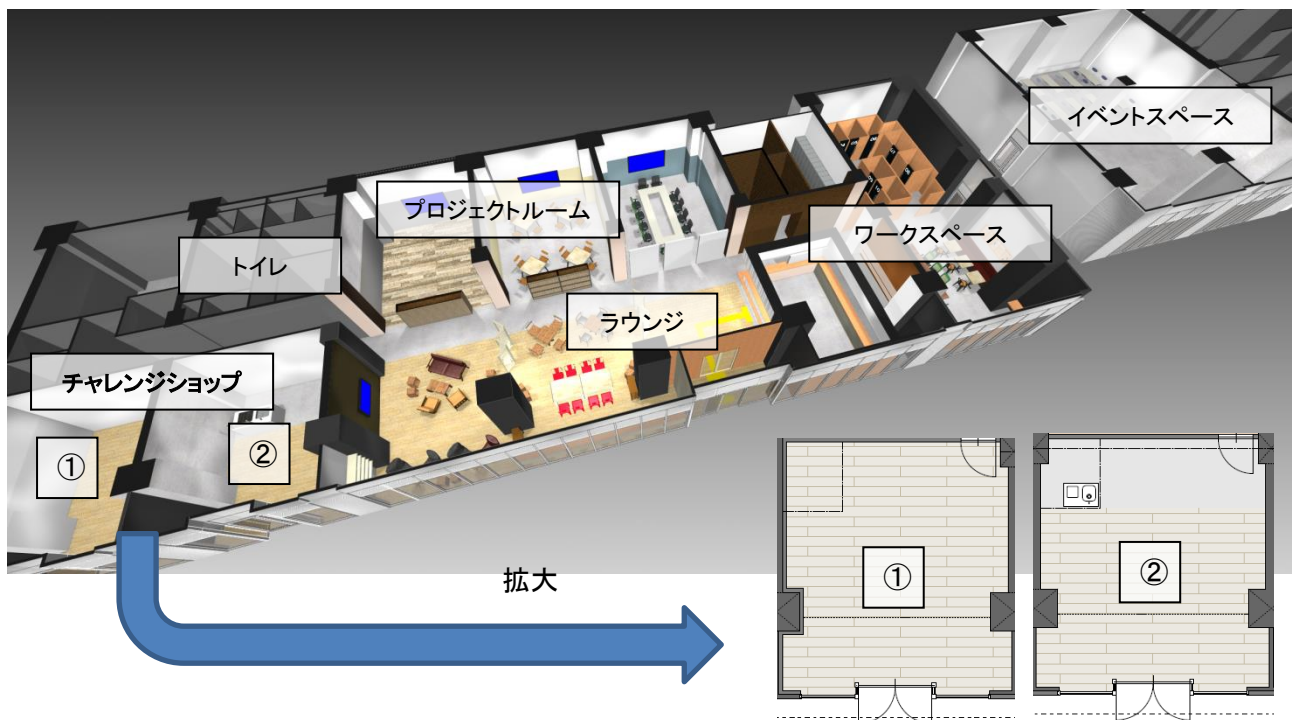 イベントスペース
プロジェクトルーム
ワークスペース
トイレ
ラウンジ
チャレンジショップ
①
②
拡大
①
②